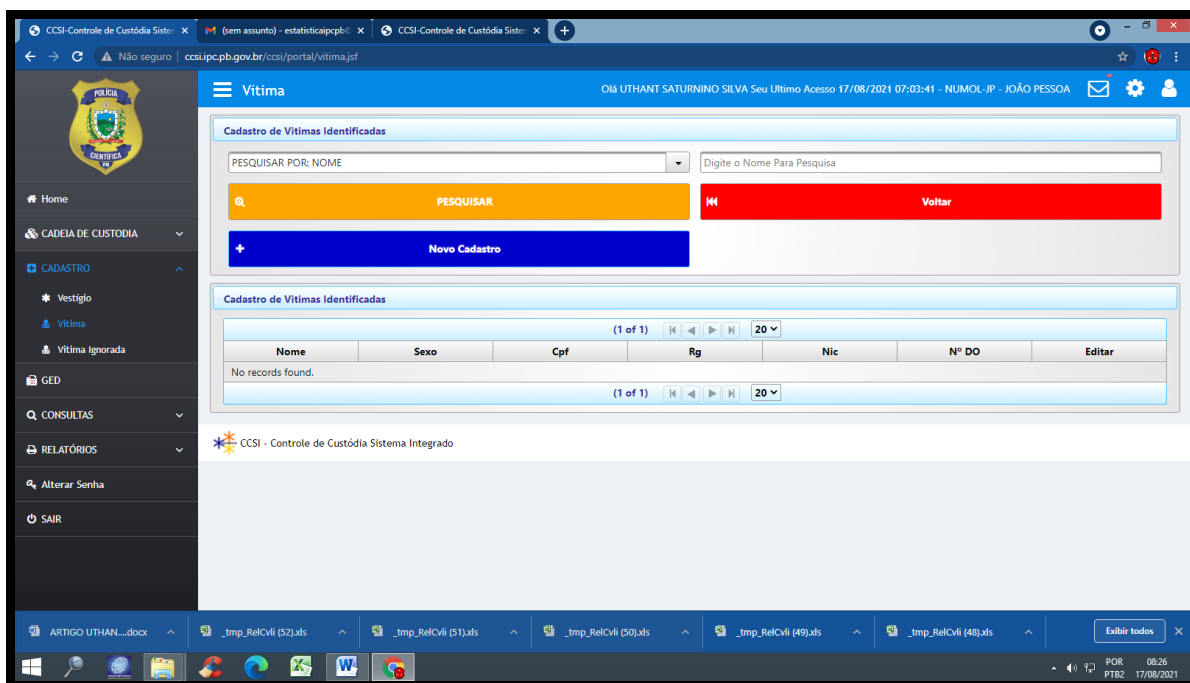 CCSI-Controle de Custódia Sister
(sem assunto) - estatisticaipcpb
CCSI-Controle de Custódia Sister
Não seguro
ccsi.ipc.pb.gov.br/ccsi/portal/vitima.jsf
POLÍCIA
CIENTÍFICA
PB
Vitima
Olá UTHANT SATURNINO SILVA Seu Ultimo Acesso 17/08/2021 07:03:41 - NUMOL-JP - JOÃO PESSOA
Home
CADEIA DE CUSTODIA
CADASTRO
Vestígio
Vitima
Vitima Ignorada
GED
CONSULTAS
RELATÓRIOS
Alterar Senha
SAIR
Cadastro de Vitimas Identificadas
PESQUISAR POR: NOME
Digite o Nome Para Pesquisa
PESQUISAR
Voltar
Novo Cadastro
Cadastro de Vitimas Identificadas
(1 of 1) 20
Nome Sexo Cpf Rg Nic Nº DO Editar
No records found.
(1 of 1) 20
CCSI - Controle de Custódia Sistema Integrado
ARTIGO UTHAN....docx
_tmp_RelCvli (52).xls
_tmp_RelCvli (51).xls
_tmp_RelCvli (50).xls
_tmp_RelCvli (49).xls
_tmp_RelCvli (48).xls
Exibir todos
POR 08:26
PTB2 17/08/2021